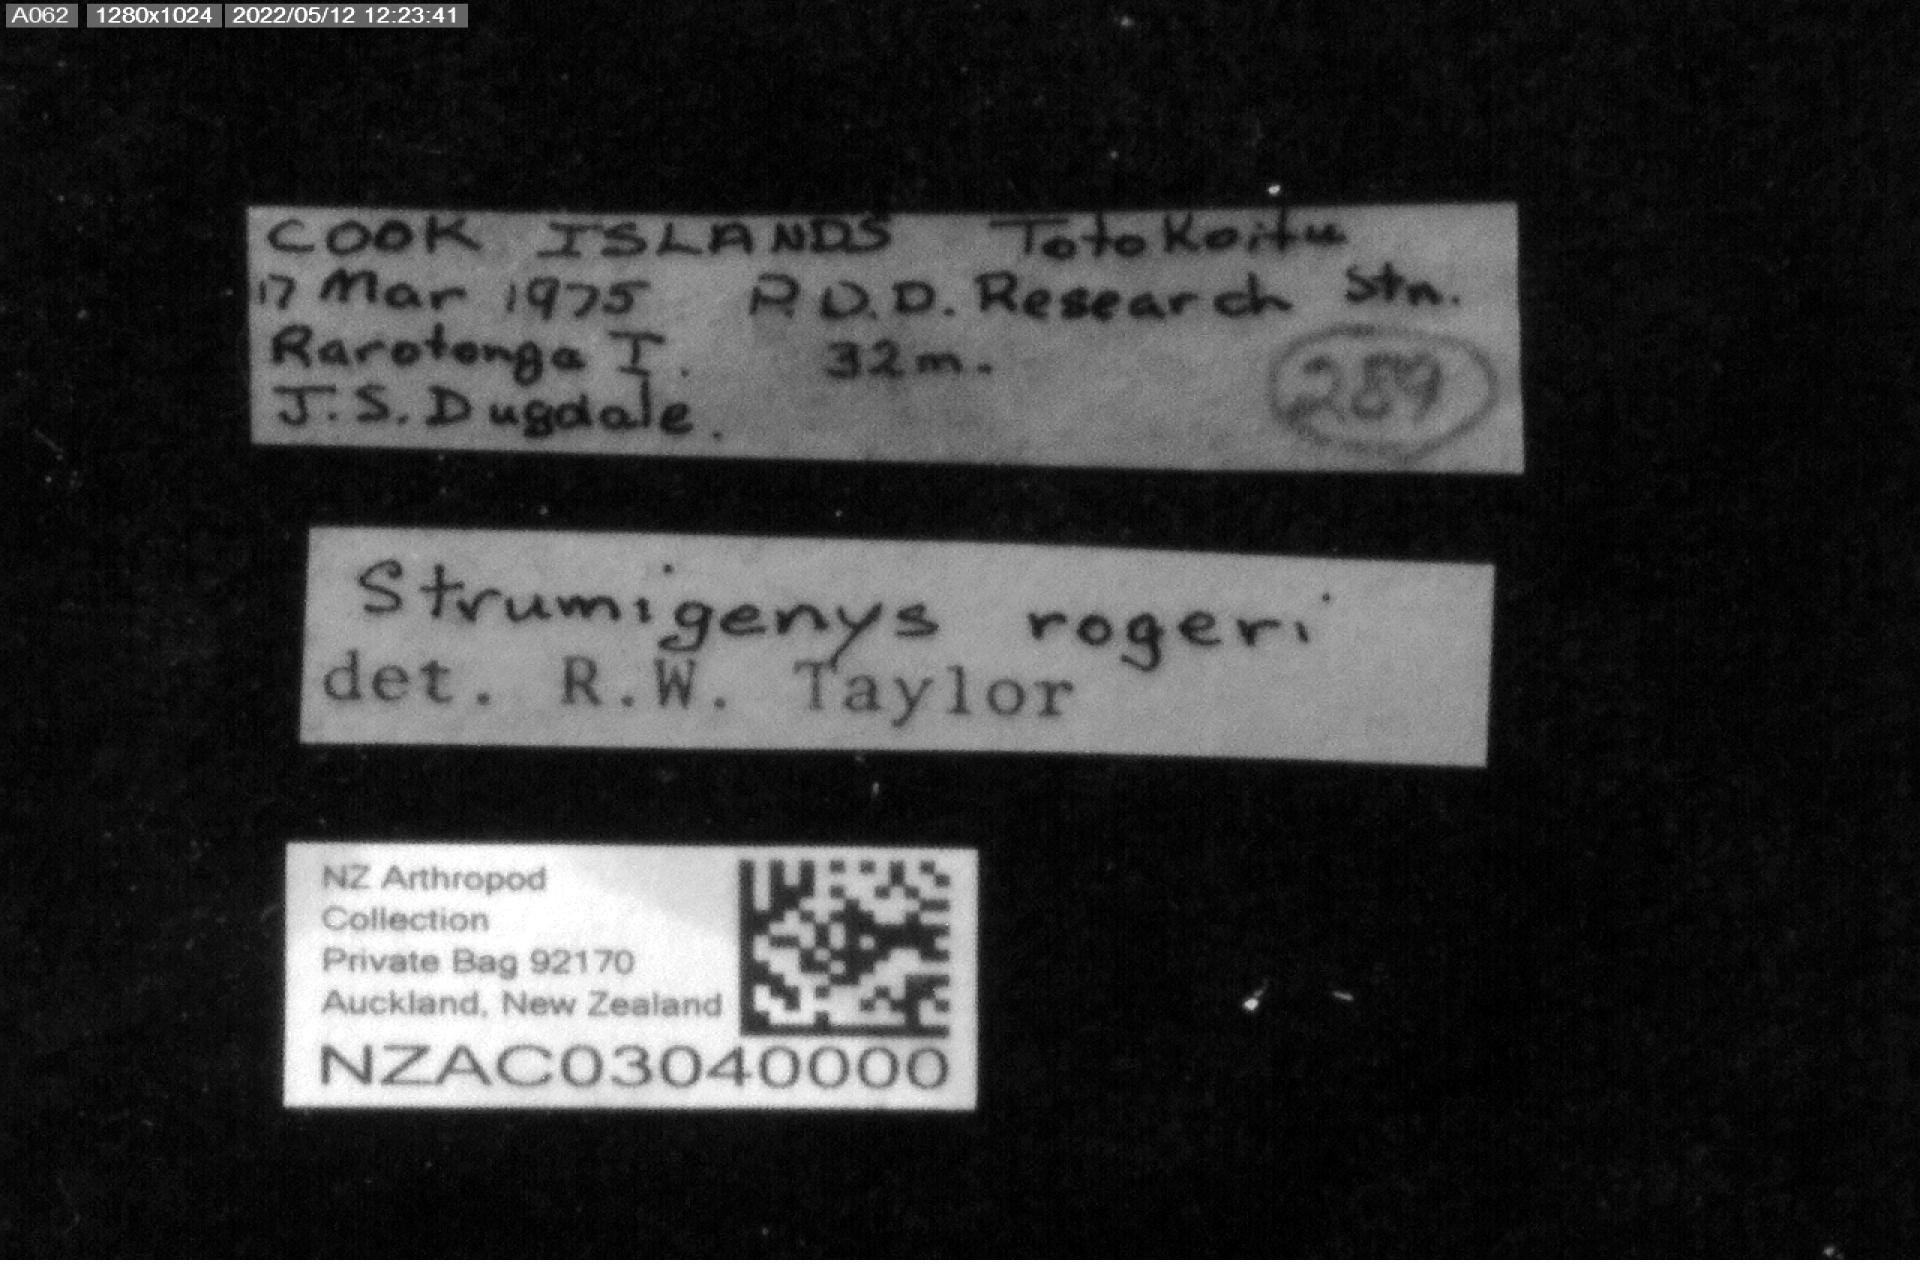 A062 1280x1024 2022/05/12 12:23:41
COOK ISLANDS Totokoitu
17 Mar 1975 P.D.D. Research Stn.
Rarotonga I. 32m.
J.S. Dugdale.
289
Strumigenys rogeri
det. R.W. Taylor
NZ Arthropod
Collection
Private Bag 92170
Auckland, New Zealand
NZAC03040000